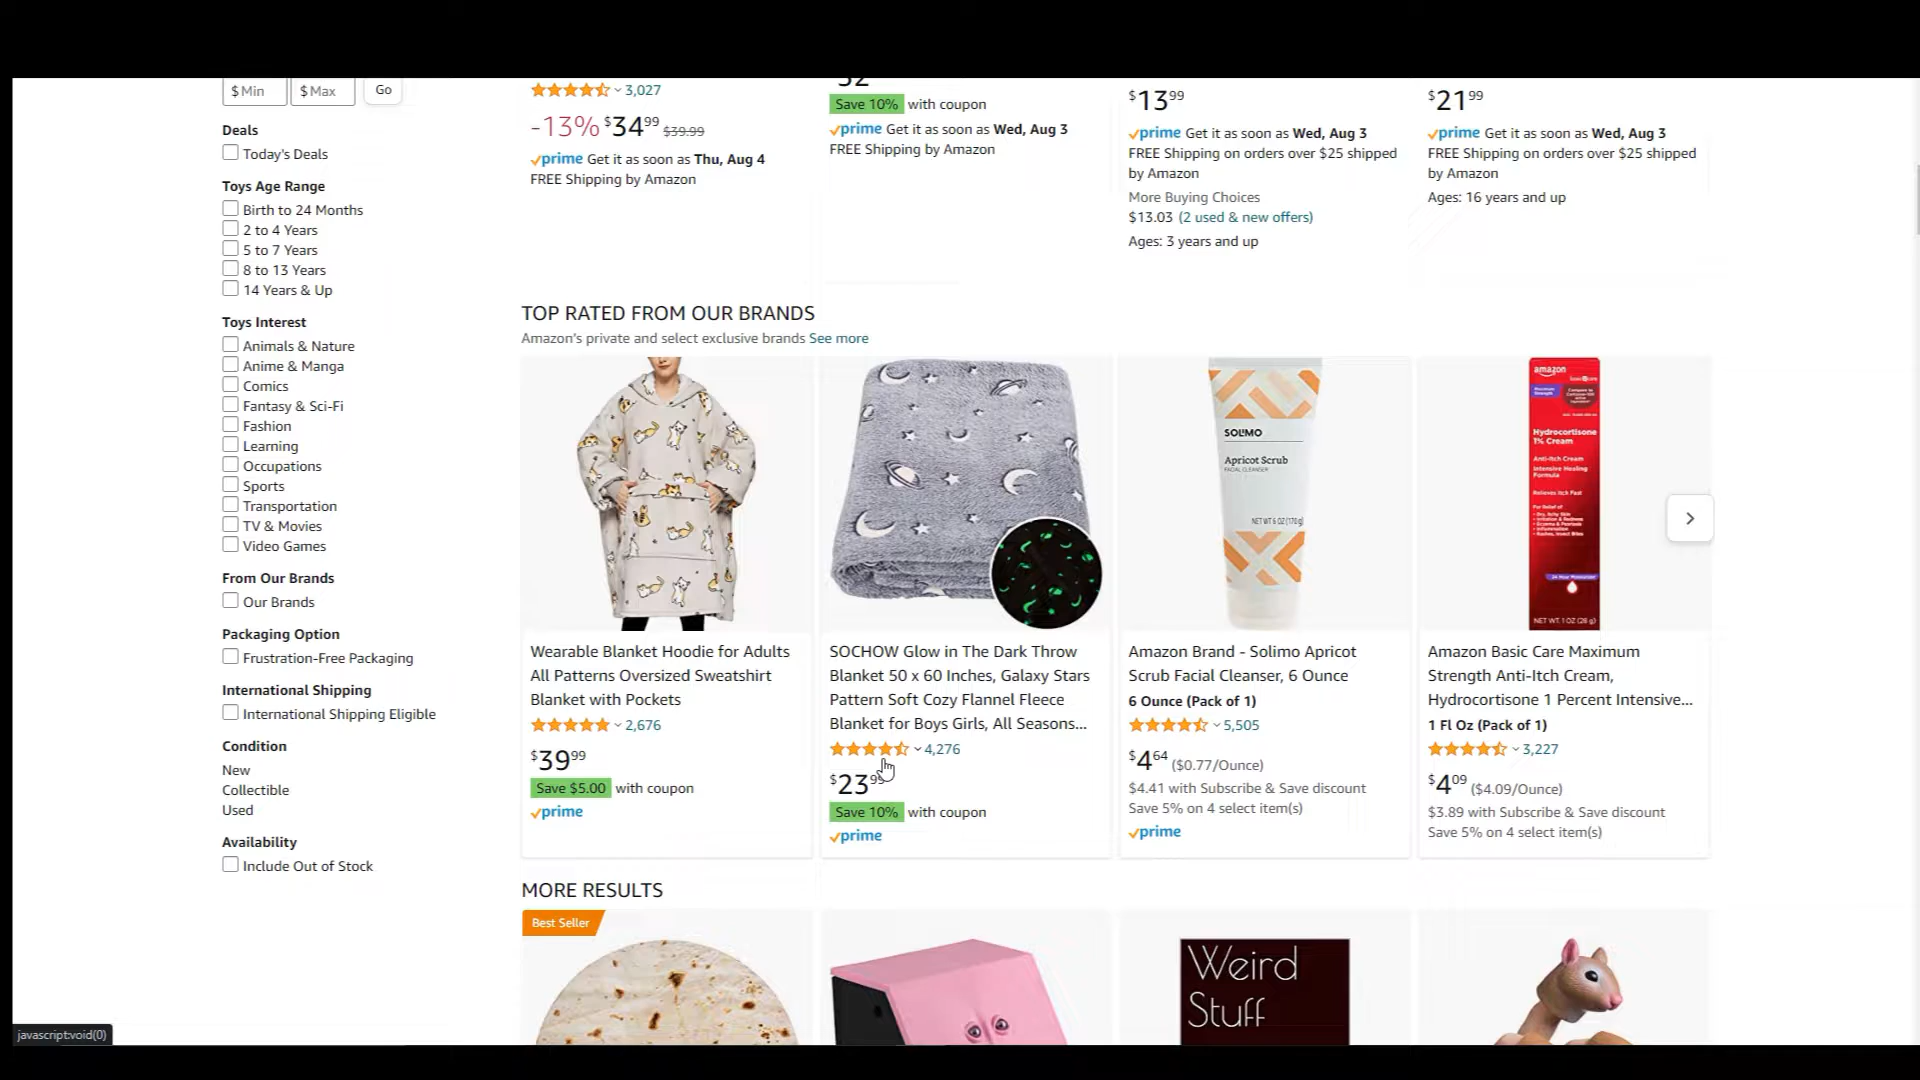 $ Min
$ Max
Go
Deals
Today's Deals
Toys Age Range
Birth to 24 Months
2 to 4 Years
5 to 7 Years
8 to 13 Years
14 Years & Up
Toys Interest
Animals & Nature
Anime & Manga
Comics
Fantasy & Sci-Fi
Fashion
Learning
Occupations
Sports
Transportation
TV & Movies
Video Games
From Our Brands
Our Brands
Packaging Option
Frustration-Free Packaging
International Shipping
International Shipping Eligible
Condition
New
Collectible
Used
Availability
Include Out of Stock
3,027
-13% $34.99 $39.99
prime Get it as soon as Thu, Aug 4
FREE Shipping by Amazon
Save 10% with coupon
prime Get it as soon as Wed, Aug 3
FREE Shipping by Amazon
$13.99
prime Get it as soon as Wed, Aug 3
FREE Shipping on orders over $25 shipped
by Amazon
More Buying Choices
$13.03 (2 used & new offers)
Ages: 3 years and up
$21.99
prime Get it as soon as Wed, Aug 3
FREE Shipping on orders over $25 shipped
by Amazon
Ages: 16 years and up
TOP RATED FROM OUR BRANDS
Amazon's private and select exclusive brands See more
Wearable Blanket Hoodie for Adults
All Patterns Oversized Sweatshirt
Blanket with Pockets
2,676
$39.99
Save $5.00 with coupon
prime
SOCHOW Glow in The Dark Throw
Blanket 50 x 60 Inches, Galaxy Stars
Pattern Soft Cozy Flannel Fleece
Blanket for Boys Girls, All Seasons...
4,276
$23
Save 10% with coupon
prime
SOLIMO
Apricot Scrub
FACIAL CLEANSER
NET WT 6 OZ (170 g)
Amazon Brand - Solimo Apricot
Scrub Facial Cleanser, 6 Ounce
6 Ounce (Pack of 1)
5,505
$4.64 ($0.77/Ounce)
$4.41 with Subscribe & Save discount
Save 5% on 4 select item(s)
prime
amazon
basic care
Maximum
Strength
Hydrocortisone
1% Cream
Anti-Itch Cream
Intensive Healing
Formula
Relieves Itch Fast
For Relief of:
24 Hour Moisturizer
NET WT. 1 OZ (28 g)
Amazon Basic Care Maximum
Strength Anti-Itch Cream,
Hydrocortisone 1 Percent Intensive...
1 Fl Oz (Pack of 1)
3,227
$4.09 ($4.09/Ounce)
$3.89 with Subscribe & Save discount
Save 5% on 4 select item(s)
MORE RESULTS
Best Seller
Weird
Stuff
javascript:void(0)